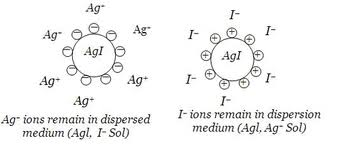 Ag⁻
Ag⁻
Ag⁻
AgI
Ag⁺
Ag⁺
Ag⁺
Ag⁻ ions remain in dispersed
medium (AgI, I⁻ Sol)
I⁻
I⁻
I⁻
AgI
I⁻
I⁻
I⁻
I⁻ ions remain in dispersion
medium (AgI, Ag⁻ Sol)